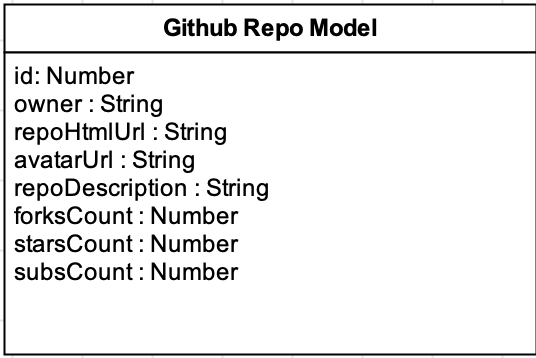 Github Repo Model
id: Number
owner : String
repoHtmlUrl : String
avatarUrl : String
repoDescription : String
forksCount : Number
starsCount : Number
subsCount : Number